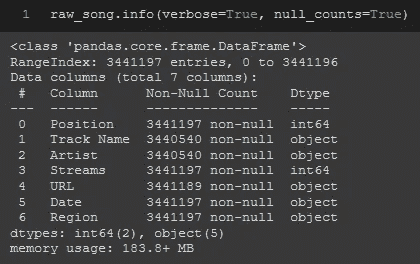 1 raw_song.info(verbose=True, null_counts=True)
<class 'pandas.core.frame.DataFrame'>
RangeIndex: 3441197 entries, 0 to 3441196
Data columns (total 7 columns):
 #   Column      Non-Null Count    Dtype
---  ------      --------------    -----
 0   Position    3441197 non-null  int64
 1   Track Name  3440540 non-null  object
 2   Artist      3440540 non-null  object
 3   Streams     3441197 non-null  int64
 4   URL         3441189 non-null  object
 5   Date        3441197 non-null  object
 6   Region      3441197 non-null  object
dtypes: int64(2), object(5)
memory usage: 183.8+ MB